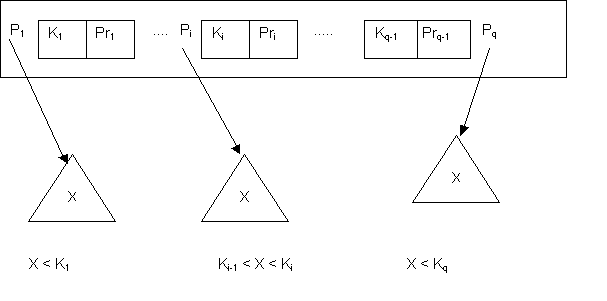 P1 K1 Pr1 .... Pi Ki Pri ..... Kq-1 Prq-1 Pq
X X X
X < K1 Ki-1 < X < Ki X < Kq